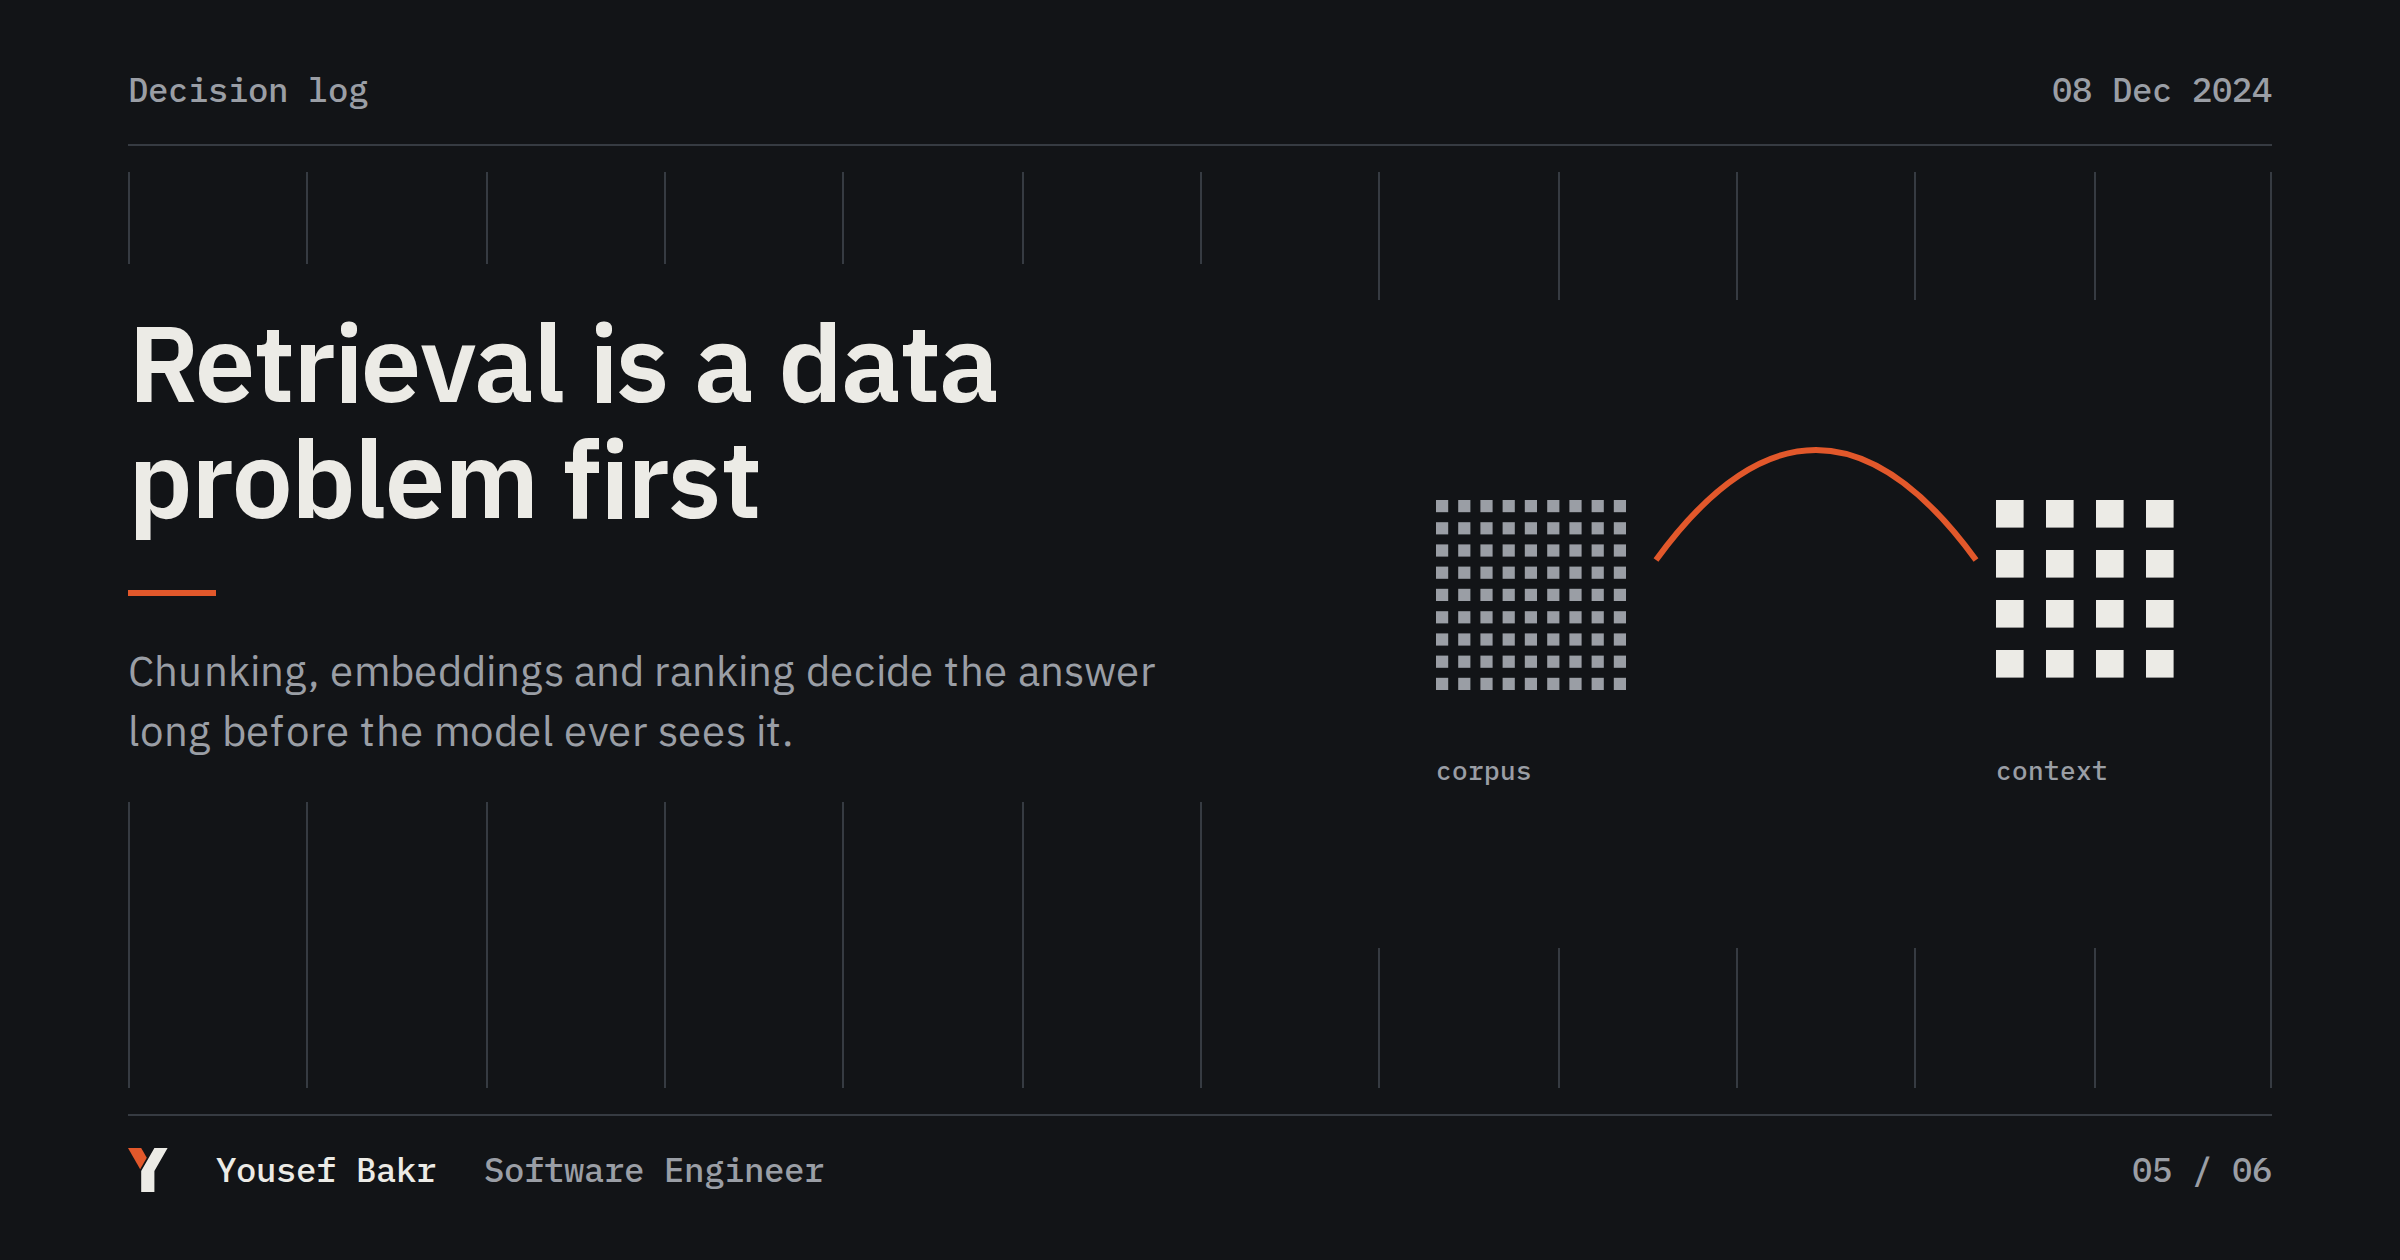 Decision log
08 Dec 2024
Retrieval is a data
problem first
Chunking, embeddings and ranking decide the answer
long before the model ever sees it.
corpus
context
Y
Yousef Bakr
Software Engineer
05 / 06